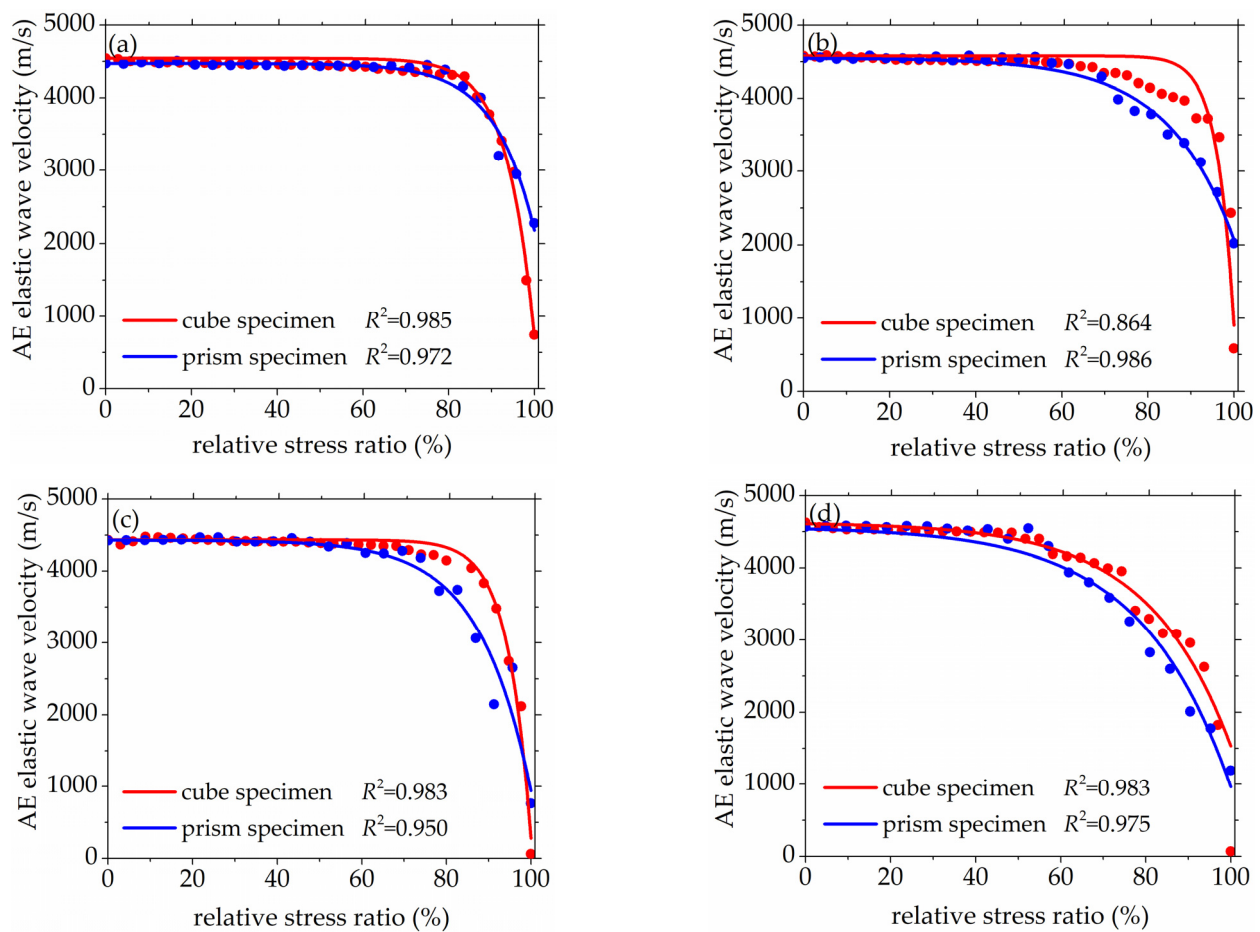 (a)
AE elastic wave velocity (m/s)
5000
4000
3000
2000
1000
0
cube specimen R²=0.985
prism specimen R²=0.972
0 20 40 60 80 100
relative stress ratio (%)
(b)
AE elastic wave velocity (m/s)
5000
4000
3000
2000
1000
0
cube specimen R²=0.864
prism specimen R²=0.986
0 20 40 60 80 100
relative stress ratio (%)
(c)
AE elastic wave velocity (m/s)
5000
4000
3000
2000
1000
0
cube specimen R²=0.983
prism specimen R²=0.950
0 20 40 60 80 100
relative stress ratio (%)
(d)
AE elastic wave velocity (m/s)
5000
4000
3000
2000
1000
0
cube specimen R²=0.983
prism specimen R²=0.975
0 20 40 60 80 100
relative stress ratio (%)